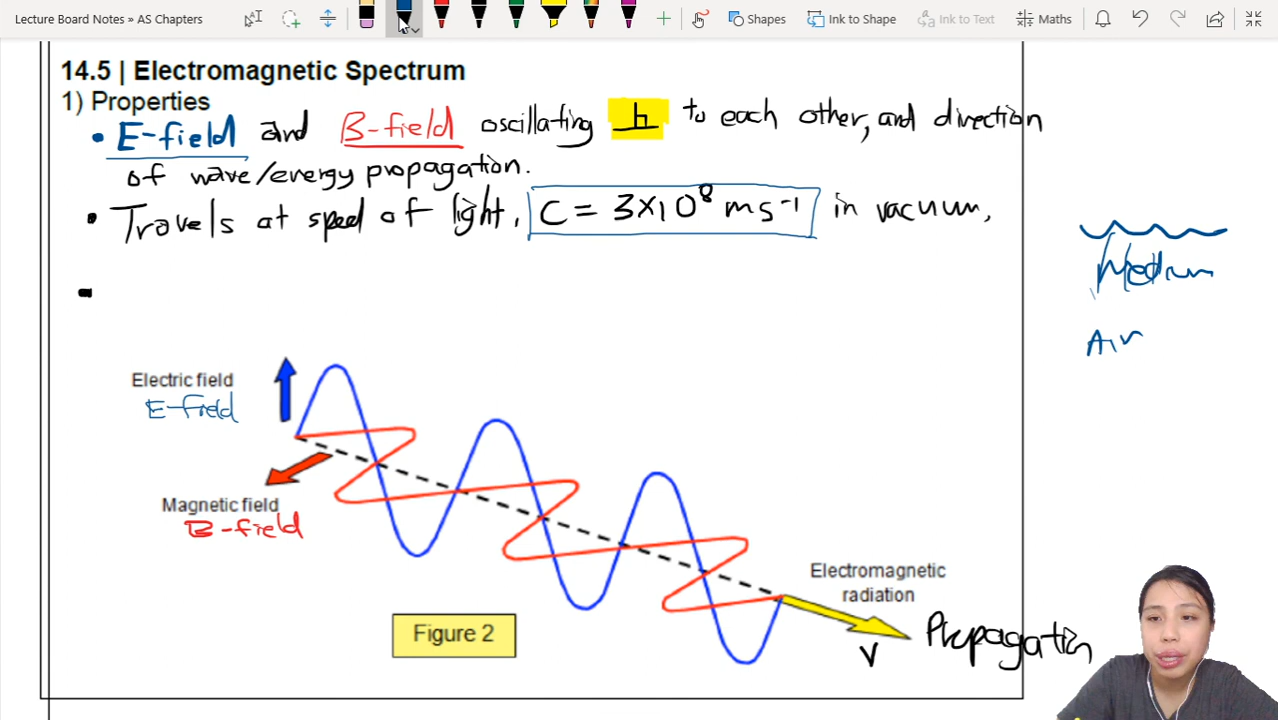 Lecture Board Notes » AS Chapters
Shapes
Ink to Shape
Ink to Text
Maths
14.5 | Electromagnetic Spectrum
1) Properties
• E-field and B-field oscillating ⊥ to each other, and direction
of wave/energy propagation.
• Travels at speed of light, C = 3×10⁸ ms⁻¹ in vacuum,
Medium
Air
Electric field
E-field
Magnetic field
B-field
Electromagnetic
radiation
Propagation
V
Figure 2